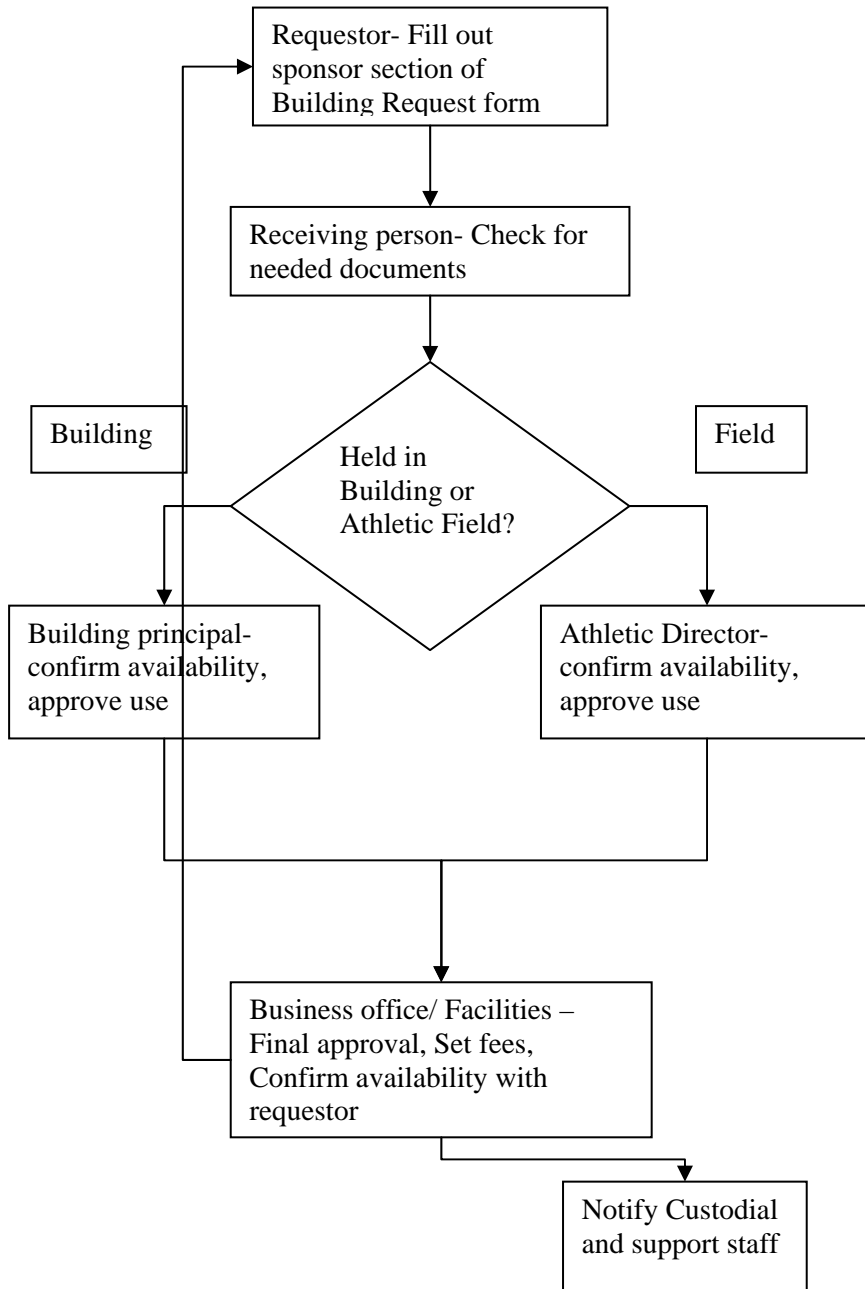 Requestor- Fill out
sponsor section of
Building Request form
Receiving person- Check for
needed documents
Building
Field
Held in
Building or
Athletic Field?
Building principal-
confirm availability,
approve use
Athletic Director-
confirm availability,
approve use
Business office/ Facilities –
Final approval, Set fees,
Confirm availability with
requestor
Notify Custodial
and support staff